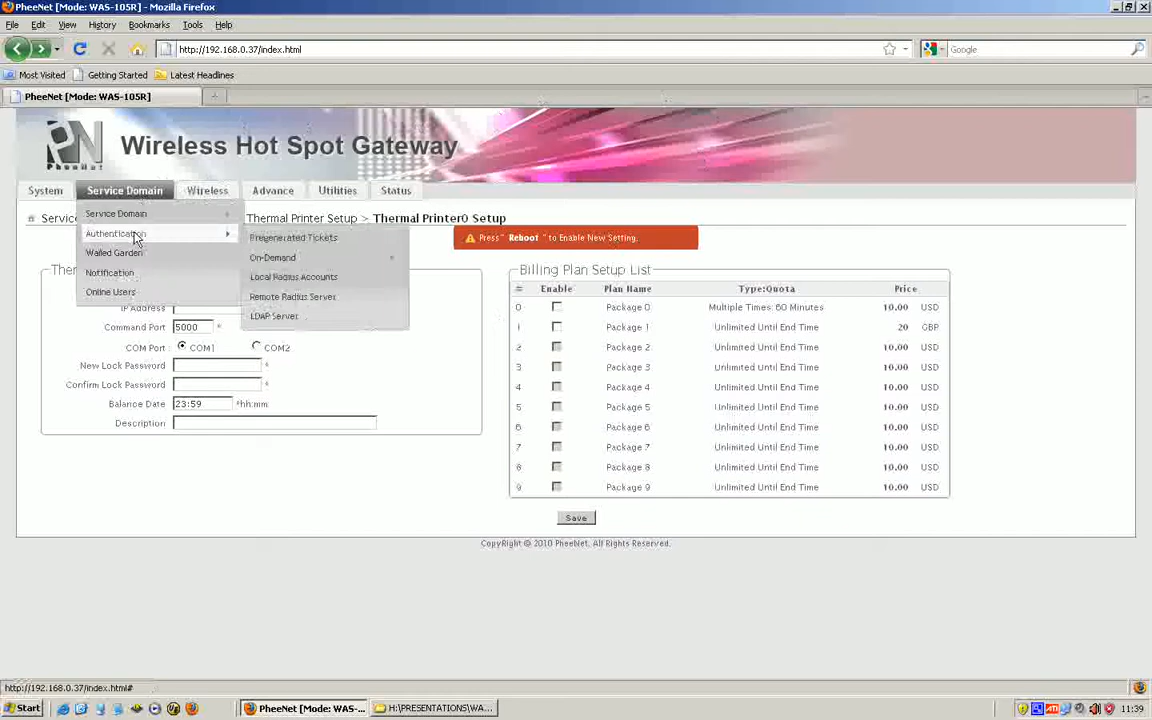 PheeNet [Mode: WAS-105R] - Mozilla Firefox
File Edit View History Bookmarks Tools Help
http://192.168.0.37/index.html
Google
Most Visited Getting Started Latest Headlines
PheeNet [Mode: WAS-105R]
PN
PheeNet
Wireless Hot Spot Gateway
System Service Domain Wireless Advance Utilities Status
Servic Thermal Printer Setup > Thermal Printer0 Setup
Service Domain
Authentication
Walled Garden
Notification
Online Users
Pregenerated Tickets
On-Demand
Local Radius Accounts
Remote Radius Server
LDAP Server
Press " Reboot " to Enable New Setting.
Ther
IP Address
Command Port 5000 *
COM Port : COM1 COM2
New Lock Password *
Confirm Lock Password *
Balance Date 23:59 *hh:mm
Description
Billing Plan Setup List
# Enable Plan Name Type:Quota Price
0 Package 0 Multiple Times: 60 Minutes 10.00 USD
1 Package 1 Unlimited Until End Time 20 GBP
2 Package 2 Unlimited Until End Time 10.00 USD
3 Package 3 Unlimited Until End Time 10.00 USD
4 Package 4 Unlimited Until End Time 10.00 USD
5 Package 5 Unlimited Until End Time 10.00 USD
6 Package 6 Unlimited Until End Time 10.00 USD
7 Package 7 Unlimited Until End Time 10.00 USD
8 Package 8 Unlimited Until End Time 10.00 USD
9 Package 9 Unlimited Until End Time 10.00 USD
Save
CopyRight © 2010 PheeNet, All Rights Reserved.
http://192.168.0.37/index.html#
Start PheeNet [Mode: WAS-... H:\PRESENTATIONS\WA... 11:39